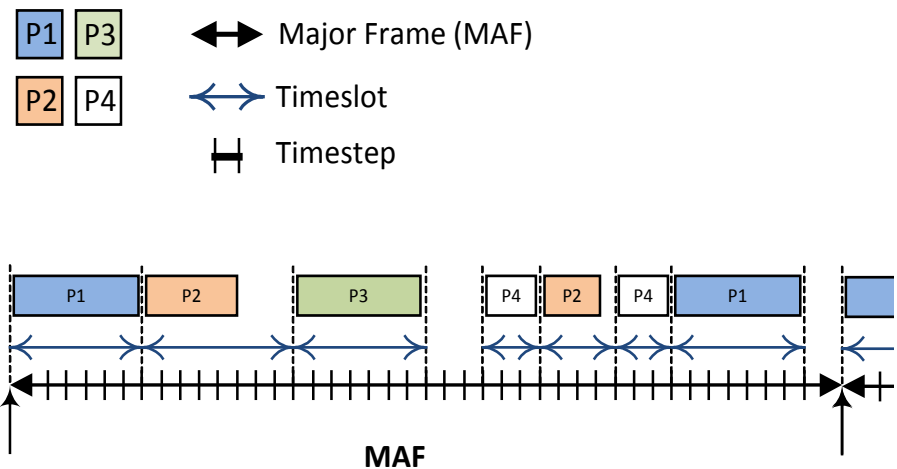 P1 P3 Major Frame (MAF)
P2 P4 Timeslot
Timestep
P1 P2 P3 P4 P2 P4 P1
MAF